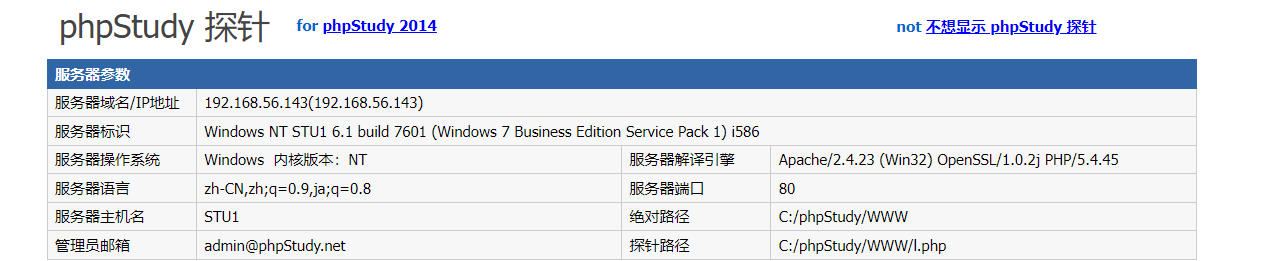 phpStudy 探针 for phpStudy 2014 not 不想显示 phpStudy 探针
服务器参数
服务器域名/IP地址 192.168.56.143(192.168.56.143)
服务器标识 Windows NT STU1 6.1 build 7601 (Windows 7 Business Edition Service Pack 1) i586
服务器操作系统 Windows 内核版本：NT 服务器解译引擎 Apache/2.4.23 (Win32) OpenSSL/1.0.2j PHP/5.4.45
服务器语言 zh-CN,zh;q=0.9,ja;q=0.8 服务器端口 80
服务器主机名 STU1 绝对路径 C:/phpStudy/WWW
管理员邮箱 admin@phpStudy.net 探针路径 C:/phpStudy/WWW/l.php